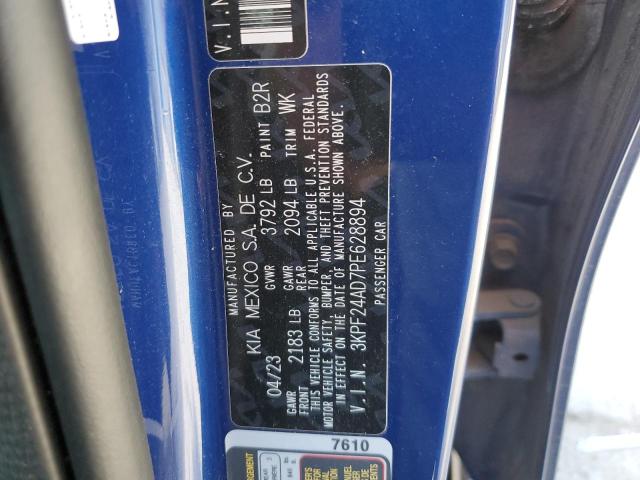 V.I.N
MANUFACTURED BY
04/23 KIA MEXICO S.A. DE C.V.
GVWR 3792 LB PAINT B2R
GAWR FRONT 2183 LB GAWR REAR 2094 LB TRIM WK
THIS VEHICLE CONFORMS TO ALL APPLICABLE U.S.A. FEDERAL
MOTOR VEHICLE SAFETY, BUMPER, AND THEFT PREVENTION STANDARDS
IN EFFECT ON THE DATE OF MANUFACTURE SHOWN ABOVE.
V.I.N. 3KPF24AD7PE628894
PASSENGER CAR
7610